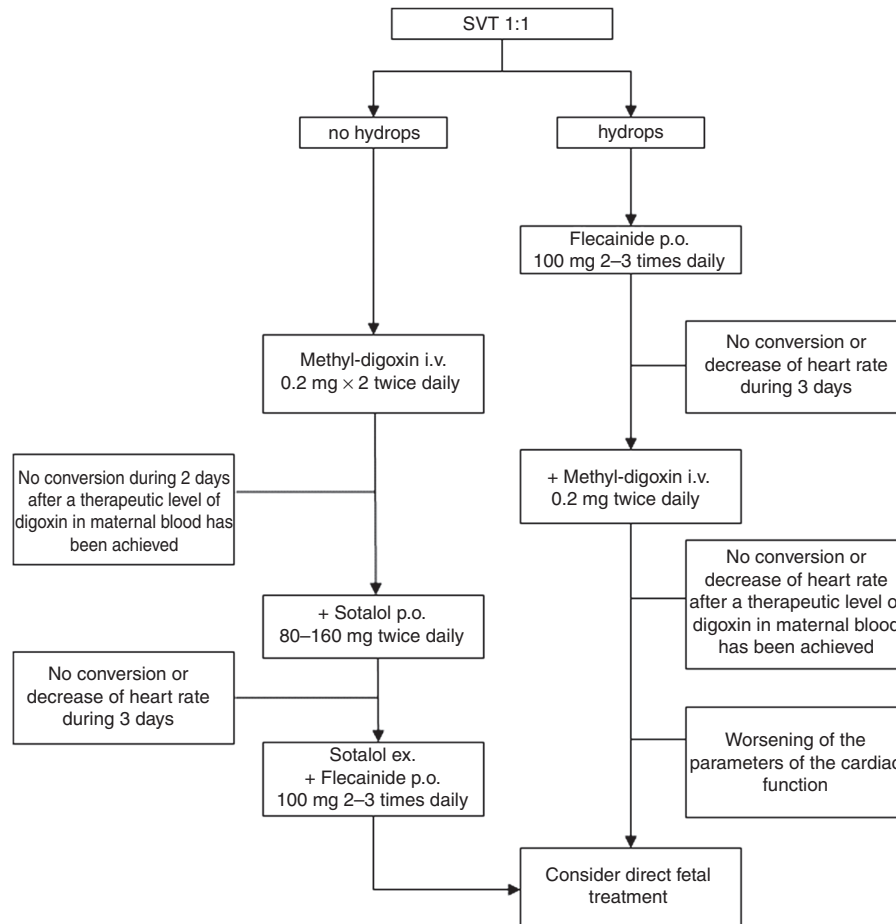 SVT 1:1
no hydrops
hydrops
Flecainide p.o.
100 mg 2–3 times daily
No conversion or
decrease of heart rate
during 3 days
Methyl-digoxin i.v.
0.2 mg × 2 twice daily
+ Methyl-digoxin i.v.
0.2 mg twice daily
No conversion during 2 days
after a therapeutic level of
digoxin in maternal blood has
been achieved
No conversion or
decrease of heart rate
after a therapeutic level o
digoxin in maternal blood
has been achieved
+ Sotalol p.o.
80–160 mg twice daily
No conversion or
decrease of heart rate
during 3 days
Sotalol ex.
+ Flecainide p.o.
100 mg 2–3 times daily
Worsening of the
parameters of the cardiac
function
Consider direct fetal
treatment